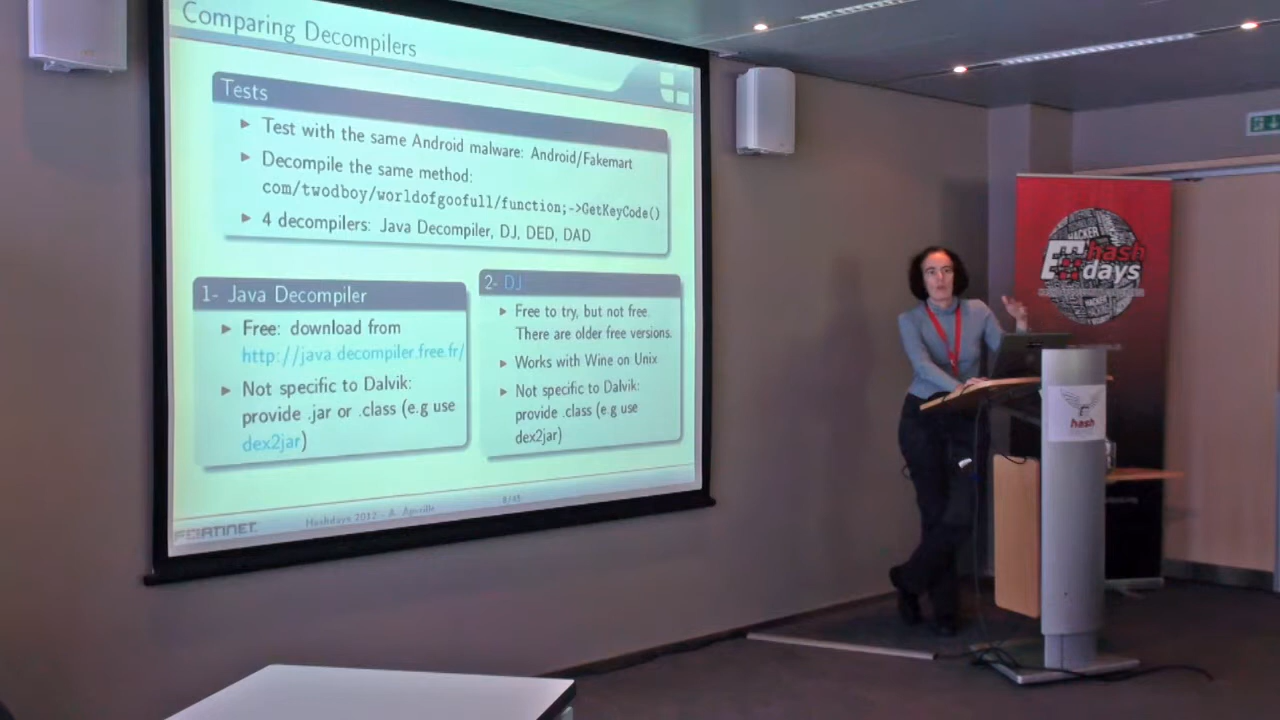 Comparing Decompilers
Tests
Test with the same Android malware: Android/Fakemart
Decompile the same method:
com/twodboy/worldofgoofull/function;->GetKeyCode()
4 decompilers: Java Decompiler, DJ, DED, DAD
1- Java Decompiler
Free: download from
http://java.decompiler.free.fr/
Not specific to Dalvik:
provide .jar or .class (e.g use
dex2jar)
2- DJ
Free to try, but not free.
There are older free versions.
Works with Wine on Unix
Not specific to Dalvik:
provide .class (e.g use
dex2jar)
FORTINET
Hashdays 2012 - A. Apvrille
8/45
HACKER
hash
days
hash